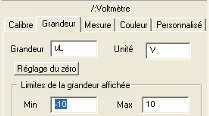 /:Voltmètre
Calibre Grandeur Mesure Couleur Personnalisé
Grandeur uL Unité V
Réglage du zéro
Limites de la grandeur affichée
Min -10 Max 10